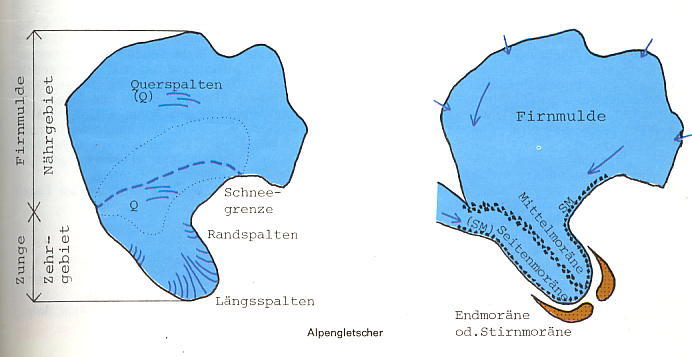 Firnmulde
Nährgebiet
Zunge
Zehr-
gebiet
Querspalten
(Q)
Q
Schnee-
grenze
Randspalten
Längsspalten
Firnmulde
SM
Mittelmoräne
(SM)
Seitenmoräne
Endmoräne
od.Stirnmoräne
Alpengletscher